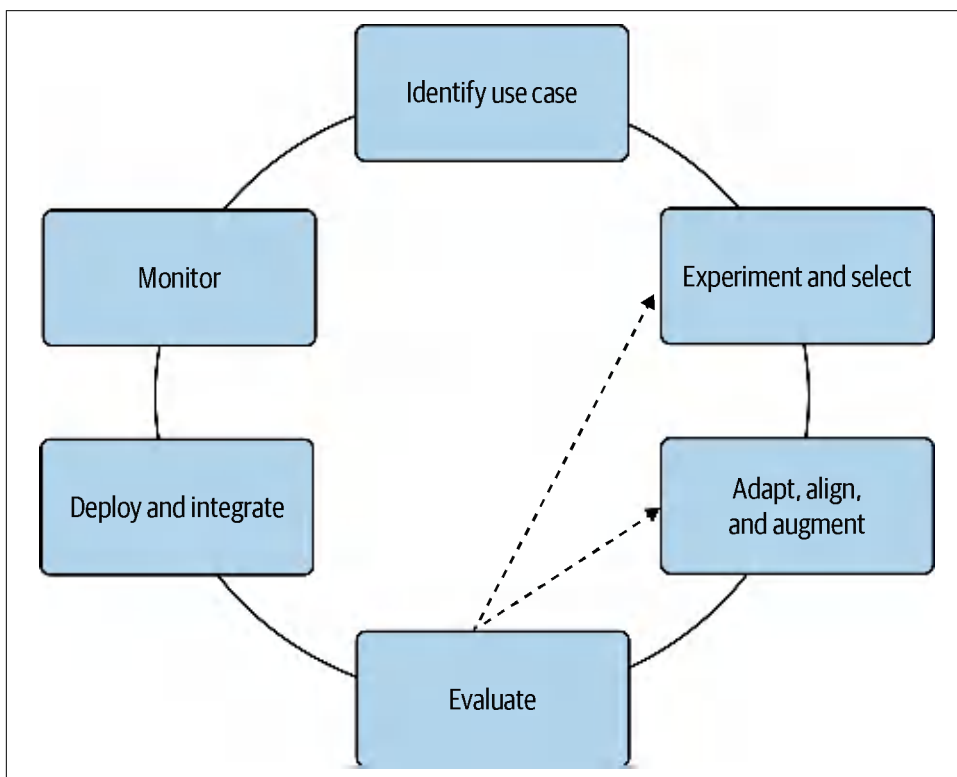 Identify use case
Monitor
Experiment and select
Deploy and integrate
Adapt, align,
and augment
Evaluate